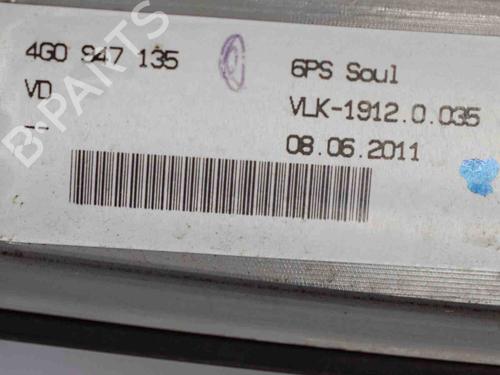 4G0 947 135
VD
--
6PS Soul
VLK-1912.0.035
08.06.2011
B-PARTS